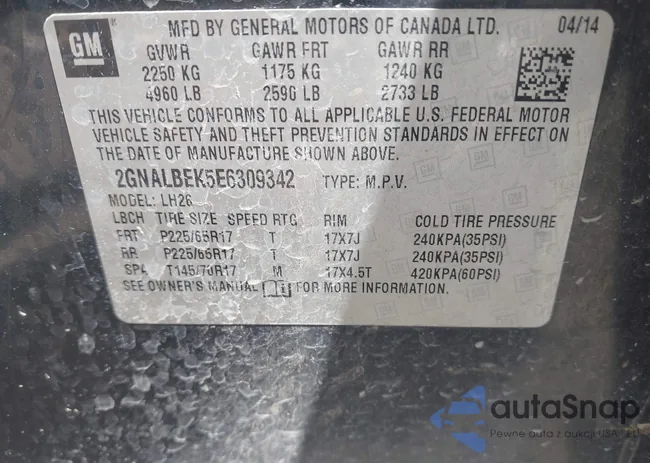 GM
MFD BY GENERAL MOTORS OF CANADA LTD. 04/14
GVWR GAWR FRT GAWR RR
2250 KG 1175 KG 1240 KG
4960 LB 2590 LB 2733 LB
THIS VEHICLE CONFORMS TO ALL APPLICABLE U.S. FEDERAL MOTOR
VEHICLE SAFETY AND THEFT PREVENTION STANDARDS IN EFFECT ON
THE DATE OF MANUFACTURE SHOWN ABOVE.
2GNALBEK5E6309342 TYPE: M.P.V.
MODEL: LH26
LBCH TIRE SIZE SPEED RTG RIM COLD TIRE PRESSURE
FRT P225/65R17 T 17X7J 240KPA(35PSI)
RR P225/65R17 T 17X7J 240KPA(35PSI)
SPA T145/70R17 M 17X4.5T 420KPA(60PSI)
SEE OWNER'S MANUAL FOR MORE INFORMATION.
autaSnap
Pewne auta z aukcji USA